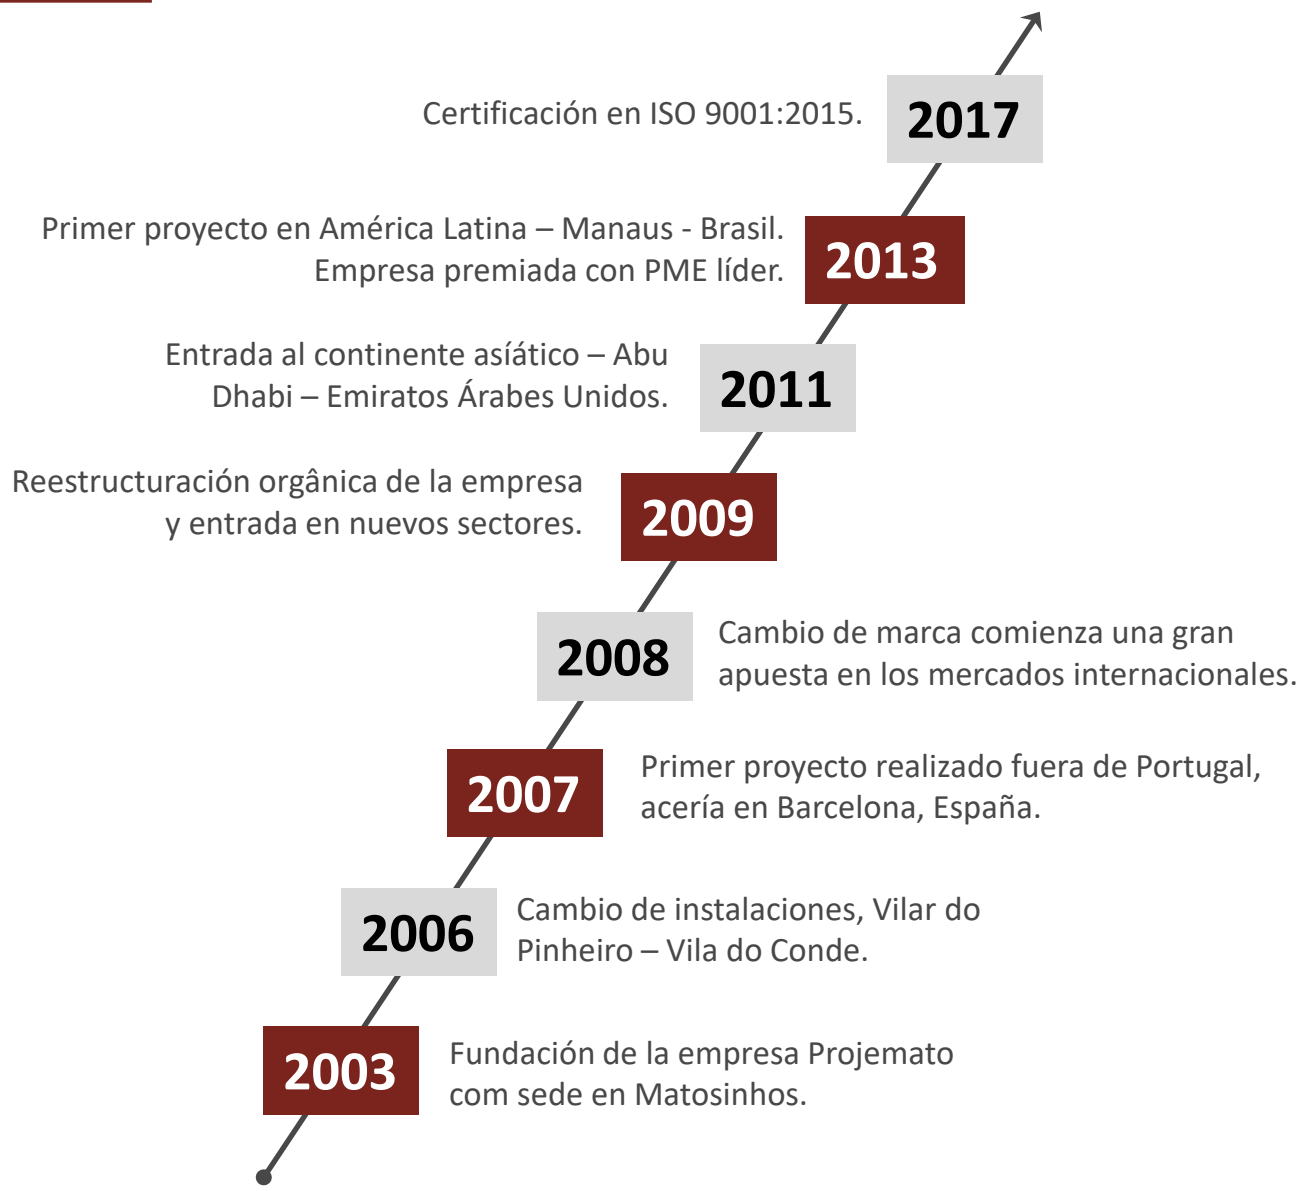 Certificación en ISO 9001:2015.
2017
Primer proyecto en América Latina – Manaus - Brasil.
Empresa premiada con PME líder.
2013
Entrada al continente asíático – Abu
Dhabi – Emiratos Árabes Unidos.
2011
Reestructuración orgânica de la empresa
y entrada en nuevos sectores.
2009
2008
Cambio de marca comienza una gran
apuesta en los mercados internacionales.
2007
Primer proyecto realizado fuera de Portugal,
acería en Barcelona, España.
2006
Cambio de instalaciones, Vilar do
Pinheiro – Vila do Conde.
2003
Fundación de la empresa Projemato
com sede en Matosinhos.